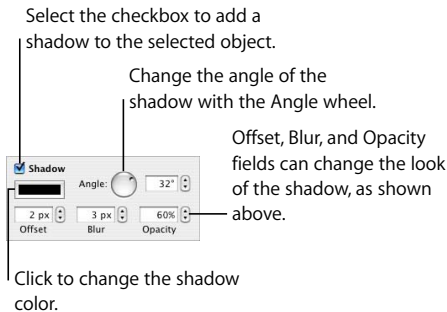 Select the checkbox to add a
shadow to the selected object.
Change the angle of the
shadow with the Angle wheel.
Offset, Blur, and Opacity
fields can change the look
of the shadow, as shown
above.
Shadow
Angle: 32°
2 px 3 px 60%
Offset Blur Opacity
Click to change the shadow
color.